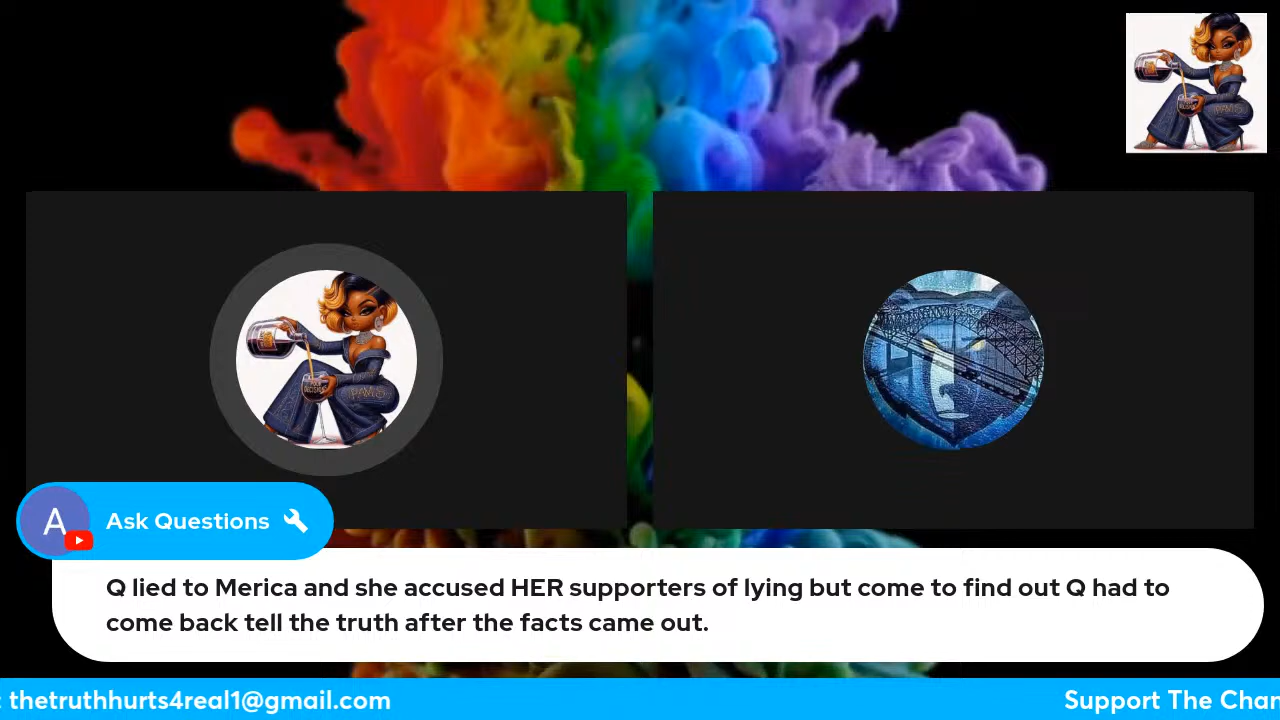 A Ask Questions
Q lied to Merica and she accused HER supporters of lying but come to find out Q had to
come back tell the truth after the facts came out.
: thetruthhurts4real1@gmail.com
Support The Chan